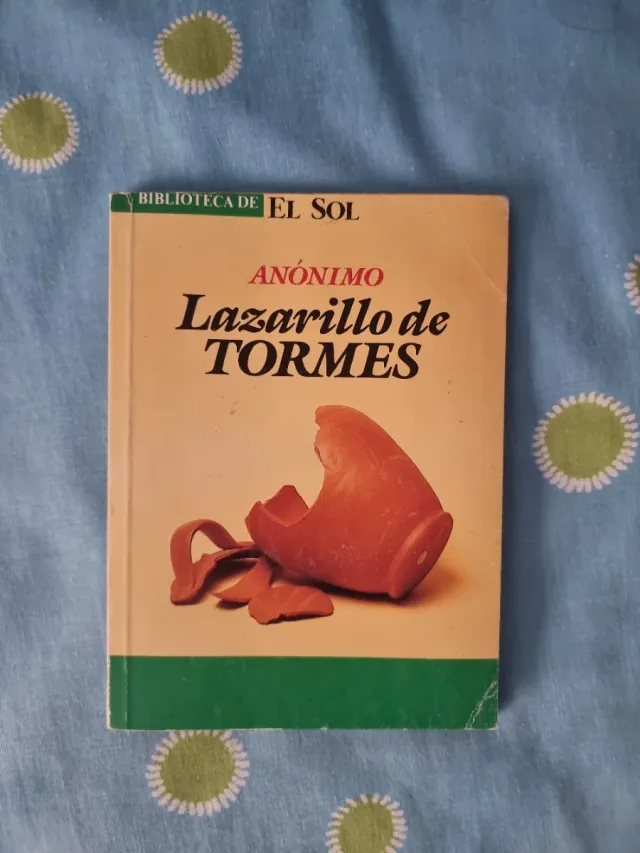 BIBLIOTECA DE EL SOL
ANÓNIMO
Lazarillo de
TORMES